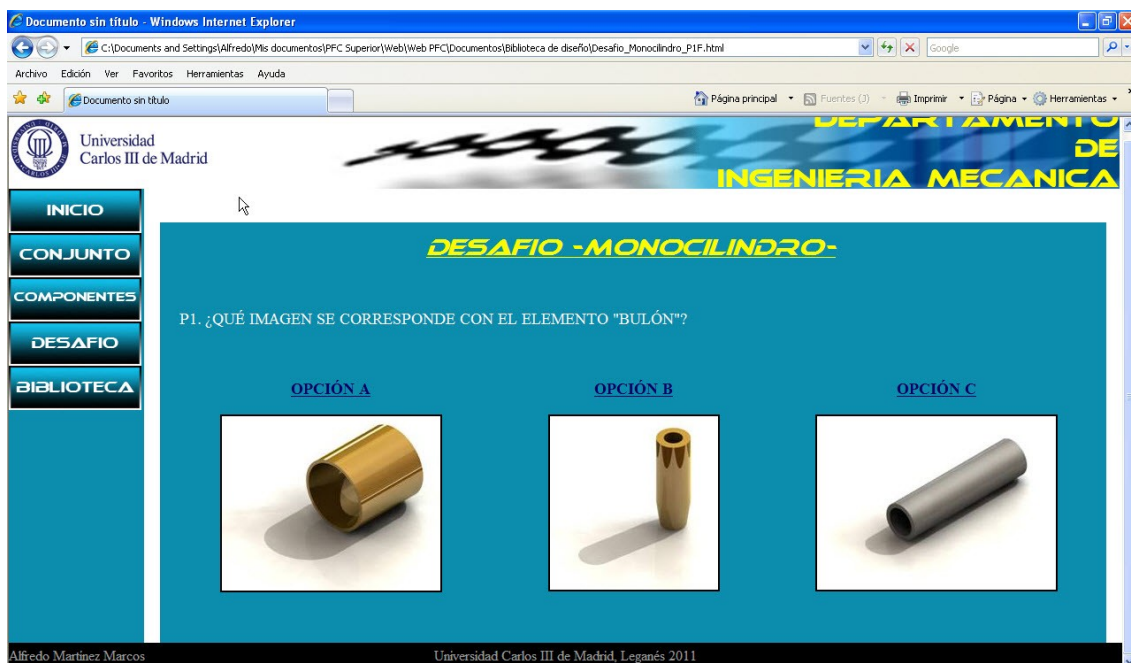 Documento sin título - Windows Internet Explorer
C:\Documents and Settings\Alfredo\Mis documentos\PFC Superior\Web\Web PFC\Documentos\Biblioteca de diseño\Desafio_Monocilindro_P1F.html
Google
Archivo Edición Ver Favoritos Herramientas Ayuda
Documento sin título
Página principal Fuentes (J) Imprimir Página Herramientas
Universidad
Carlos III de Madrid
DEPARTAMENTO
DE
INGENIERIA MECANICA
INICIO
CONJUNTO
COMPONENTES
DESAFIO
BIBLIOTECA
DESAFIO -MONOCILINDRO-
P1. ¿QUÉ IMAGEN SE CORRESPONDE CON EL ELEMENTO "BULÓN"?
OPCIÓN A OPCIÓN B OPCIÓN C
Alfredo Martinez Marcos Universidad Carlos III de Madrid, Leganés 2011